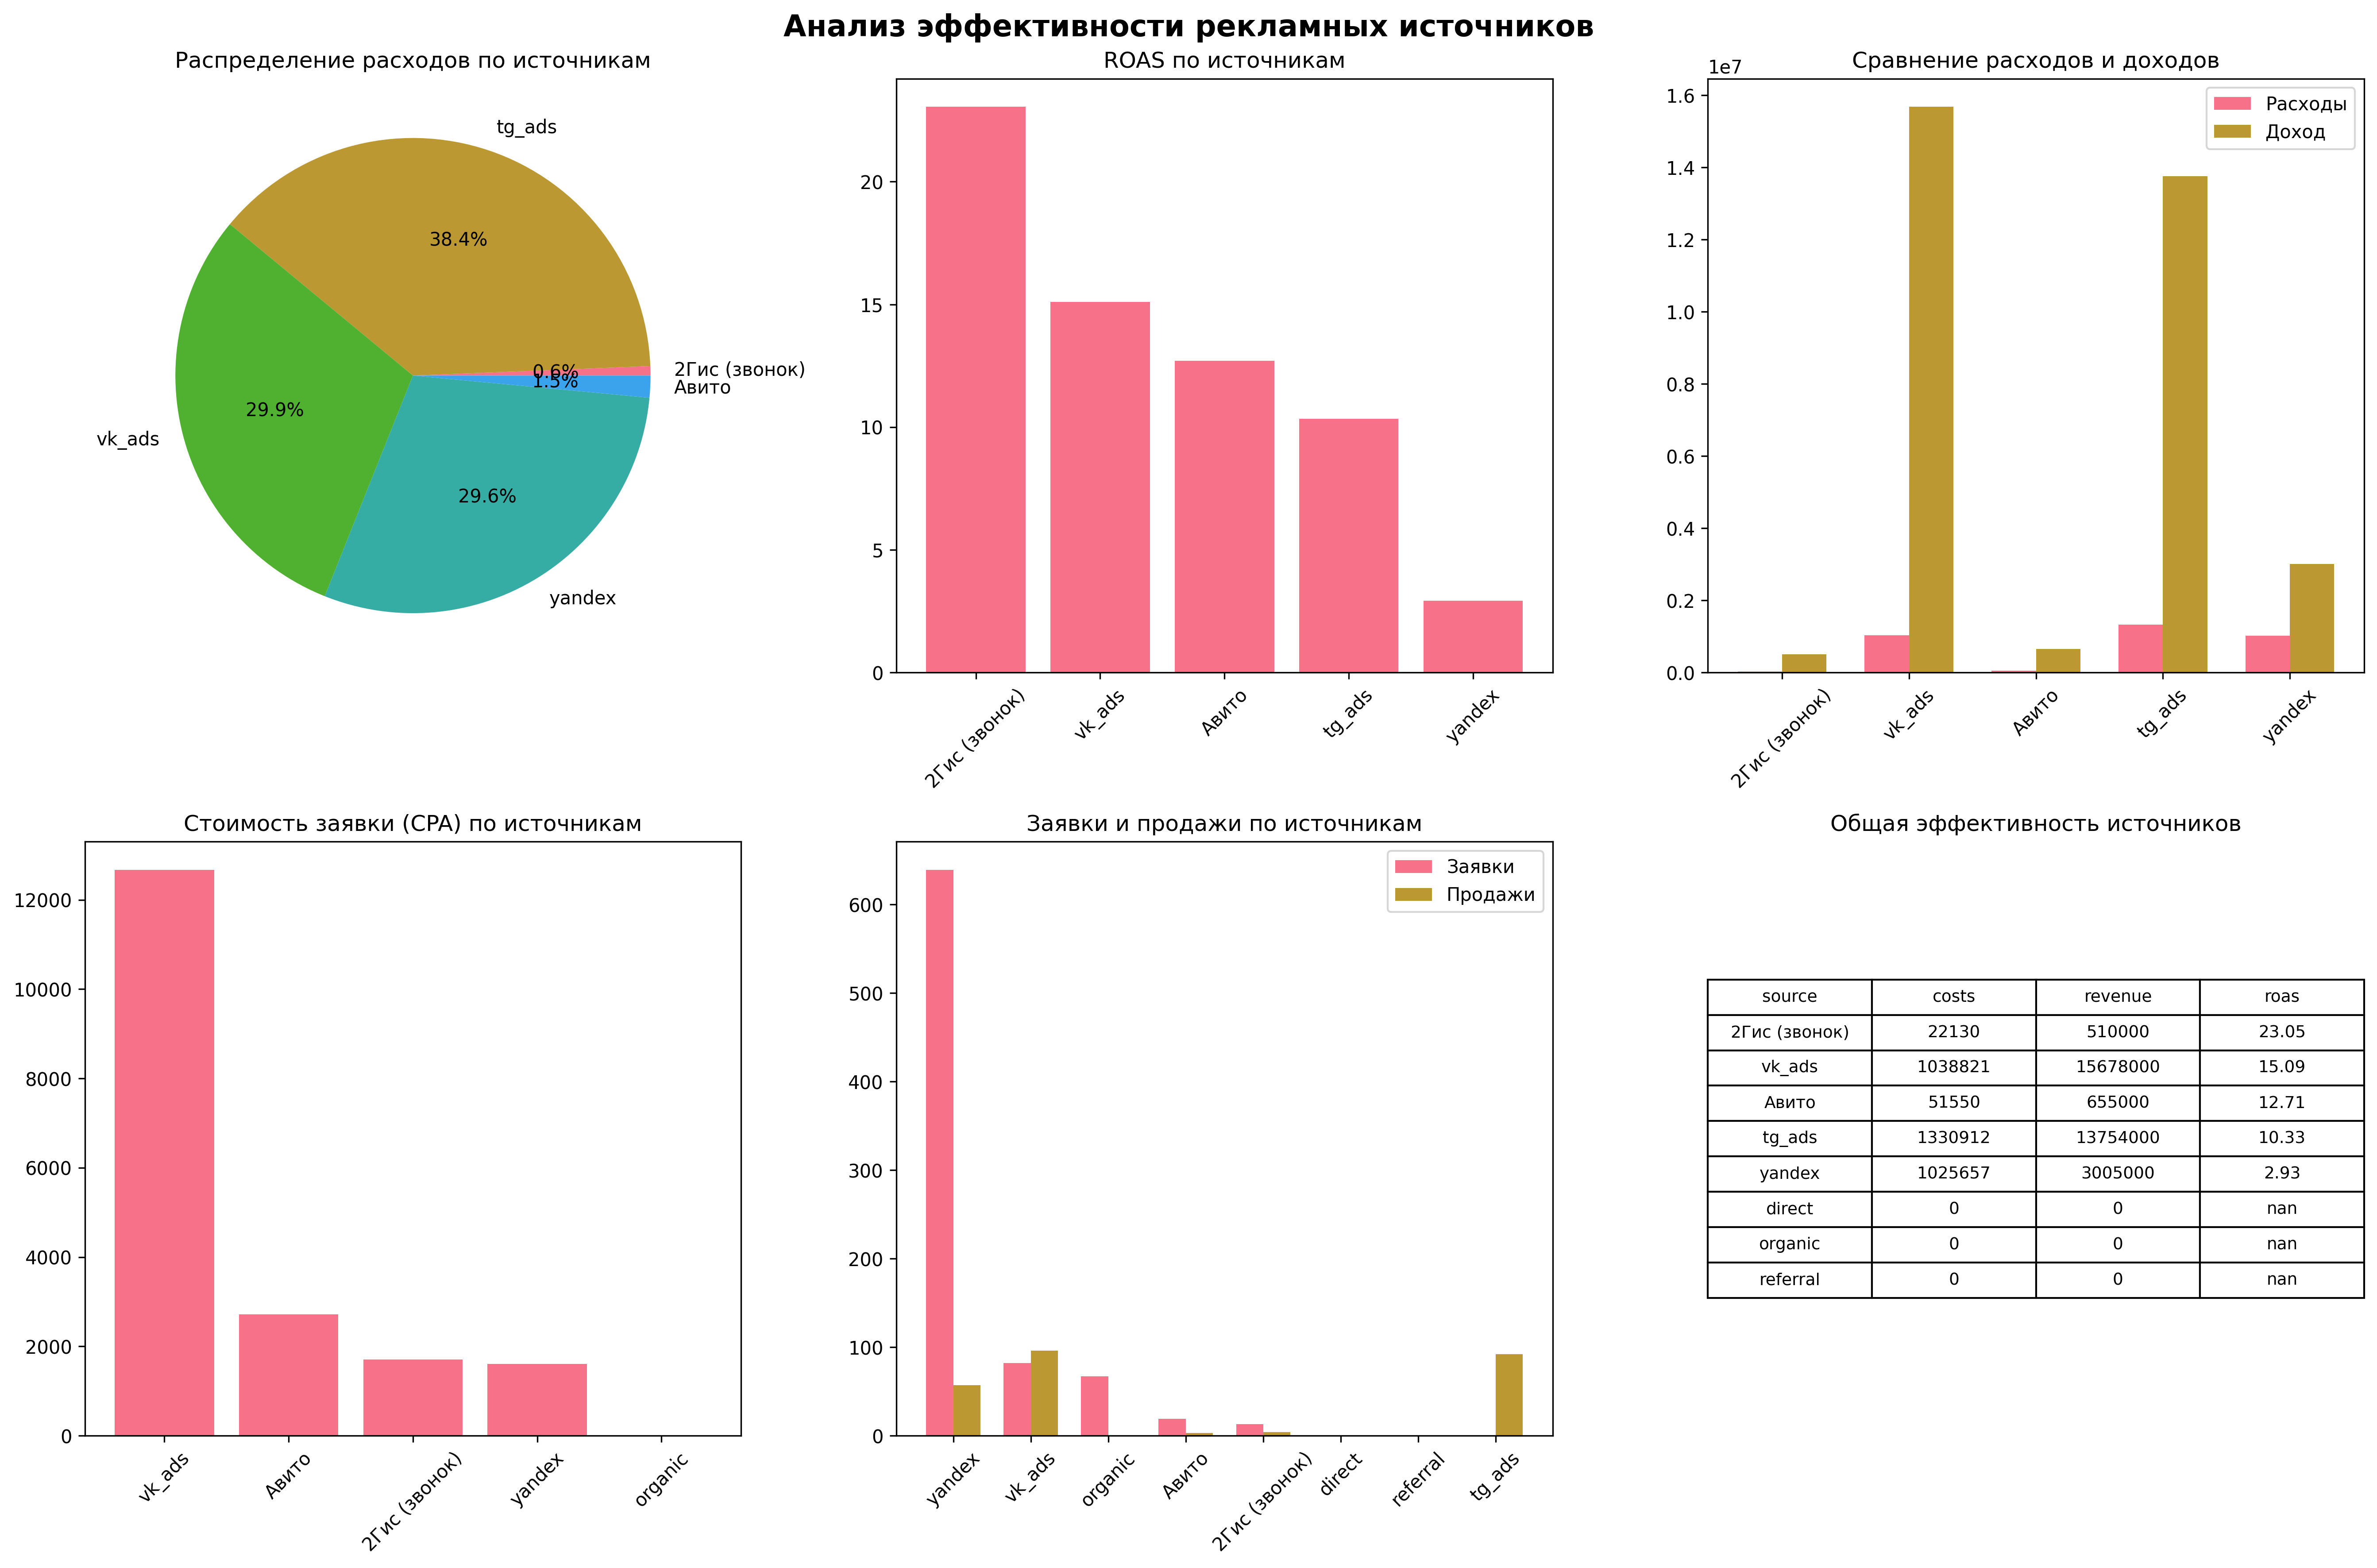 Анализ эффективности рекламных источников
Распределение расходов по источникам
tg_ads
38.4%
0.6%
2Гис (звонок)
1.5%
Авито
29.9%
vk_ads
29.6%
yandex
ROAS по источникам
20
15
10
5
0
2Гис (звонок)
vk_ads
Авито
tg_ads
yandex
Сравнение расходов и доходов
1e7
Расходы
Доход
1.6
1.4
1.2
1.0
0.8
0.6
0.4
0.2
0.0
2Гис (звонок)
vk_ads
Авито
tg_ads
yandex
Стоимость заявки (CPA) по источникам
12000
10000
8000
6000
4000
2000
0
vk_ads
Авито
2Гис (звонок)
yandex
organic
Заявки и продажи по источникам
Заявки
Продажи
600
500
400
300
200
100
0
yandex
vk_ads
organic
Авито
2Гис (звонок)
direct
referral
tg_ads
Общая эффективность источников
source costs revenue roas
2Гис (звонок) 22130 510000 23.05
vk_ads 1038821 15678000 15.09
Авито 51550 655000 12.71
tg_ads 1330912 13754000 10.33
yandex 1025657 3005000 2.93
direct 0 0 nan
organic 0 0 nan
referral 0 0 nan